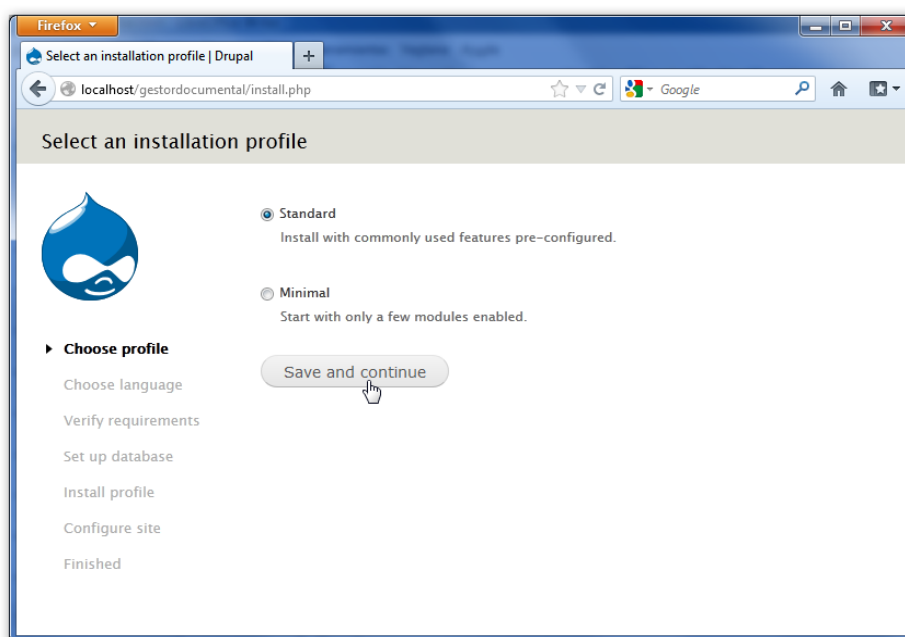 Firefox
Select an installation profile | Drupal
localhost/gestordocumental/install.php
Google
Select an installation profile
Standard
Install with commonly used features pre-configured.
Minimal
Start with only a few modules enabled.
Save and continue
Choose profile
Choose language
Verify requirements
Set up database
Install profile
Configure site
Finished